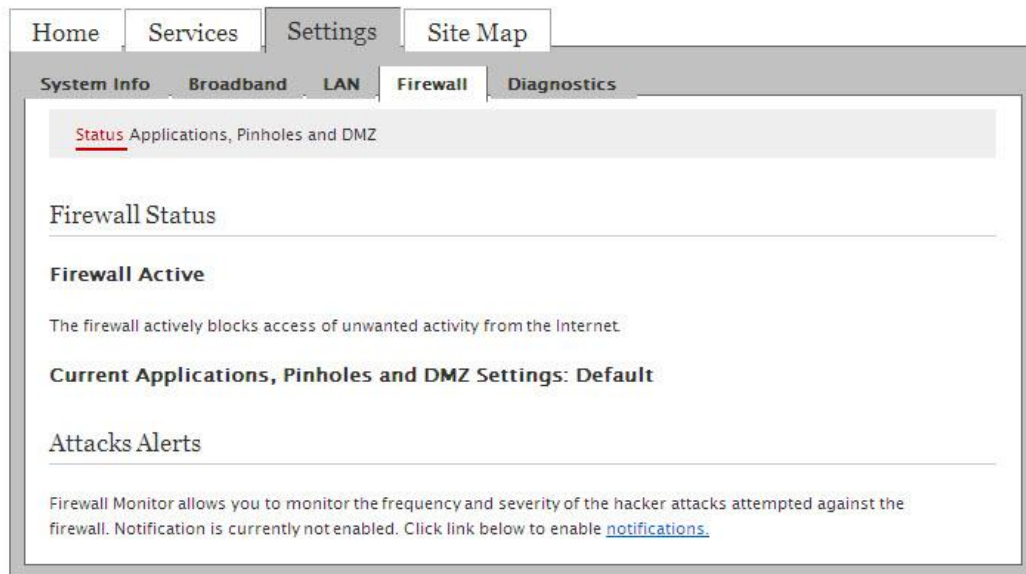 Home Services Settings Site Map
System Info Broadband LAN Firewall Diagnostics
Status Applications, Pinholes and DMZ
Firewall Status
Firewall Active
The firewall actively blocks access of unwanted activity from the Internet.
Current Applications, Pinholes and DMZ Settings: Default
Attacks Alerts
Firewall Monitor allows you to monitor the frequency and severity of the hacker attacks attempted against the
firewall. Notification is currently not enabled. Click link below to enable notifications.